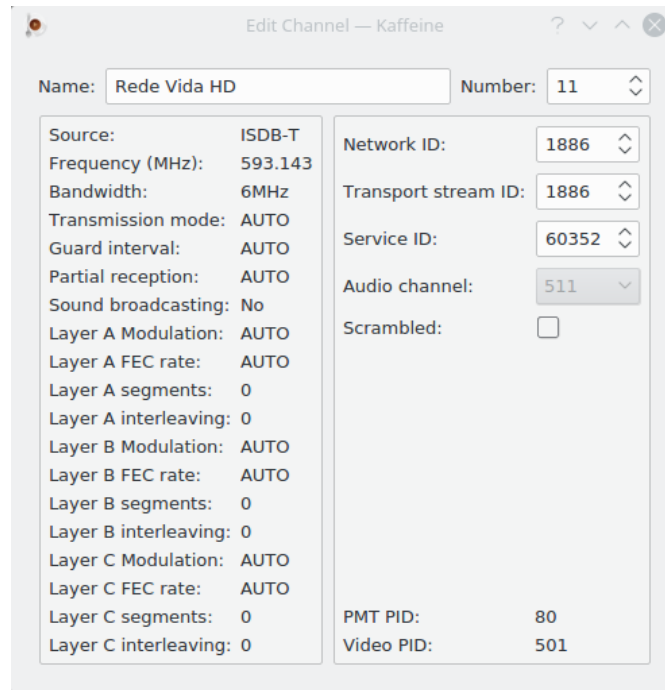 Edit Channel — Kaffeine
Name: Rede Vida HD Number: 11
Source: ISDB-T
Frequency (MHz): 593.143
Bandwidth: 6MHz
Transmission mode: AUTO
Guard interval: AUTO
Partial reception: AUTO
Sound broadcasting: No
Layer A Modulation: AUTO
Layer A FEC rate: AUTO
Layer A segments: 0
Layer A interleaving: 0
Layer B Modulation: AUTO
Layer B FEC rate: AUTO
Layer B segments: 0
Layer B interleaving: 0
Layer C Modulation: AUTO
Layer C FEC rate: AUTO
Layer C segments: 0
Layer C interleaving: 0
Network ID: 1886
Transport stream ID: 1886
Service ID: 60352
Audio channel: 511
Scrambled:
PMT PID: 80
Video PID: 501